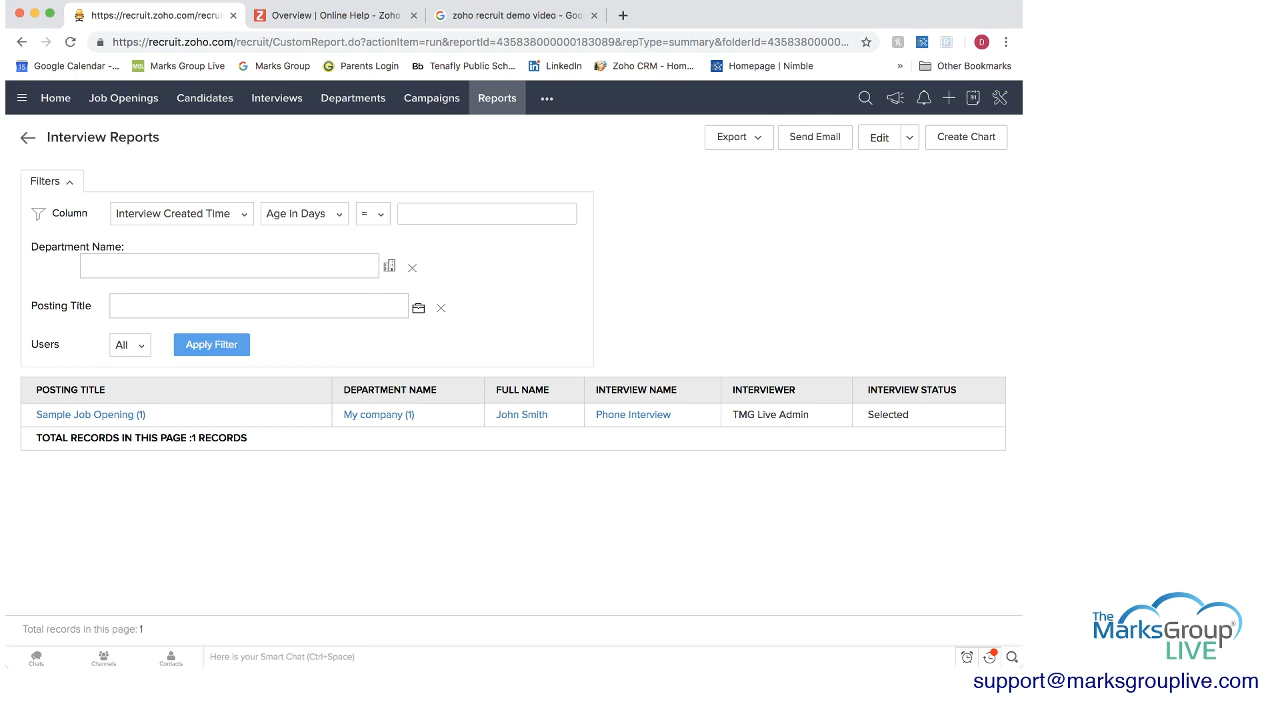 https://recruit.zoho.com/recru
Overview | Online Help - Zoho
zoho recruit demo video - Goo
https://recruit.zoho.com/recruit/CustomReport.do?actionItem=run&reportId=435838000000183089&repType=summary&folderId=43583800000...
D
Google Calendar -...
Marks Group Live
Marks Group
Parents Login
Bb Tenafly Public Sch...
LinkedIn
Zoho CRM - Hom...
Homepage | Nimble
»
Other Bookmarks
Home
Job Openings
Candidates
Interviews
Departments
Campaigns
Reports
Interview Reports
Export
Send Email
Edit
Create Chart
Filters
Column
Interview Created Time
Age in Days
=
Department Name:
Posting Title
Users
All
Apply Filter
POSTING TITLE DEPARTMENT NAME FULL NAME INTERVIEW NAME INTERVIEWER INTERVIEW STATUS
Sample Job Opening (1) My company (1) John Smith Phone Interview TMG Live Admin Selected
TOTAL RECORDS IN THIS PAGE :1 RECORDS
Total records in this page: 1
Chats
Channels
Contacts
Here is your Smart Chat (Ctrl+Space)
The
MarksGroup®
LIVE
support@marksgrouplive.com